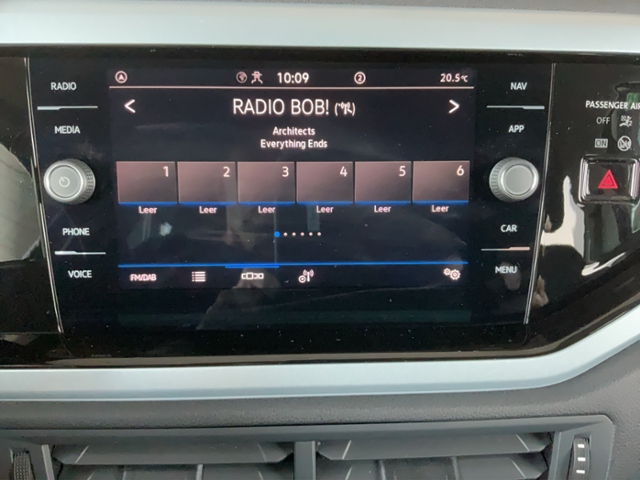 RADIO
MEDIA
PHONE
VOICE
10:09
2
20.5°C
RADIO BOB!
Architects
Everything Ends
1 2 3 4 5 6
Leer Leer Leer Leer Leer Leer
FM/DAB
NAV
APP
CAR
MENU
PASSENGER AIR
OFF
ON